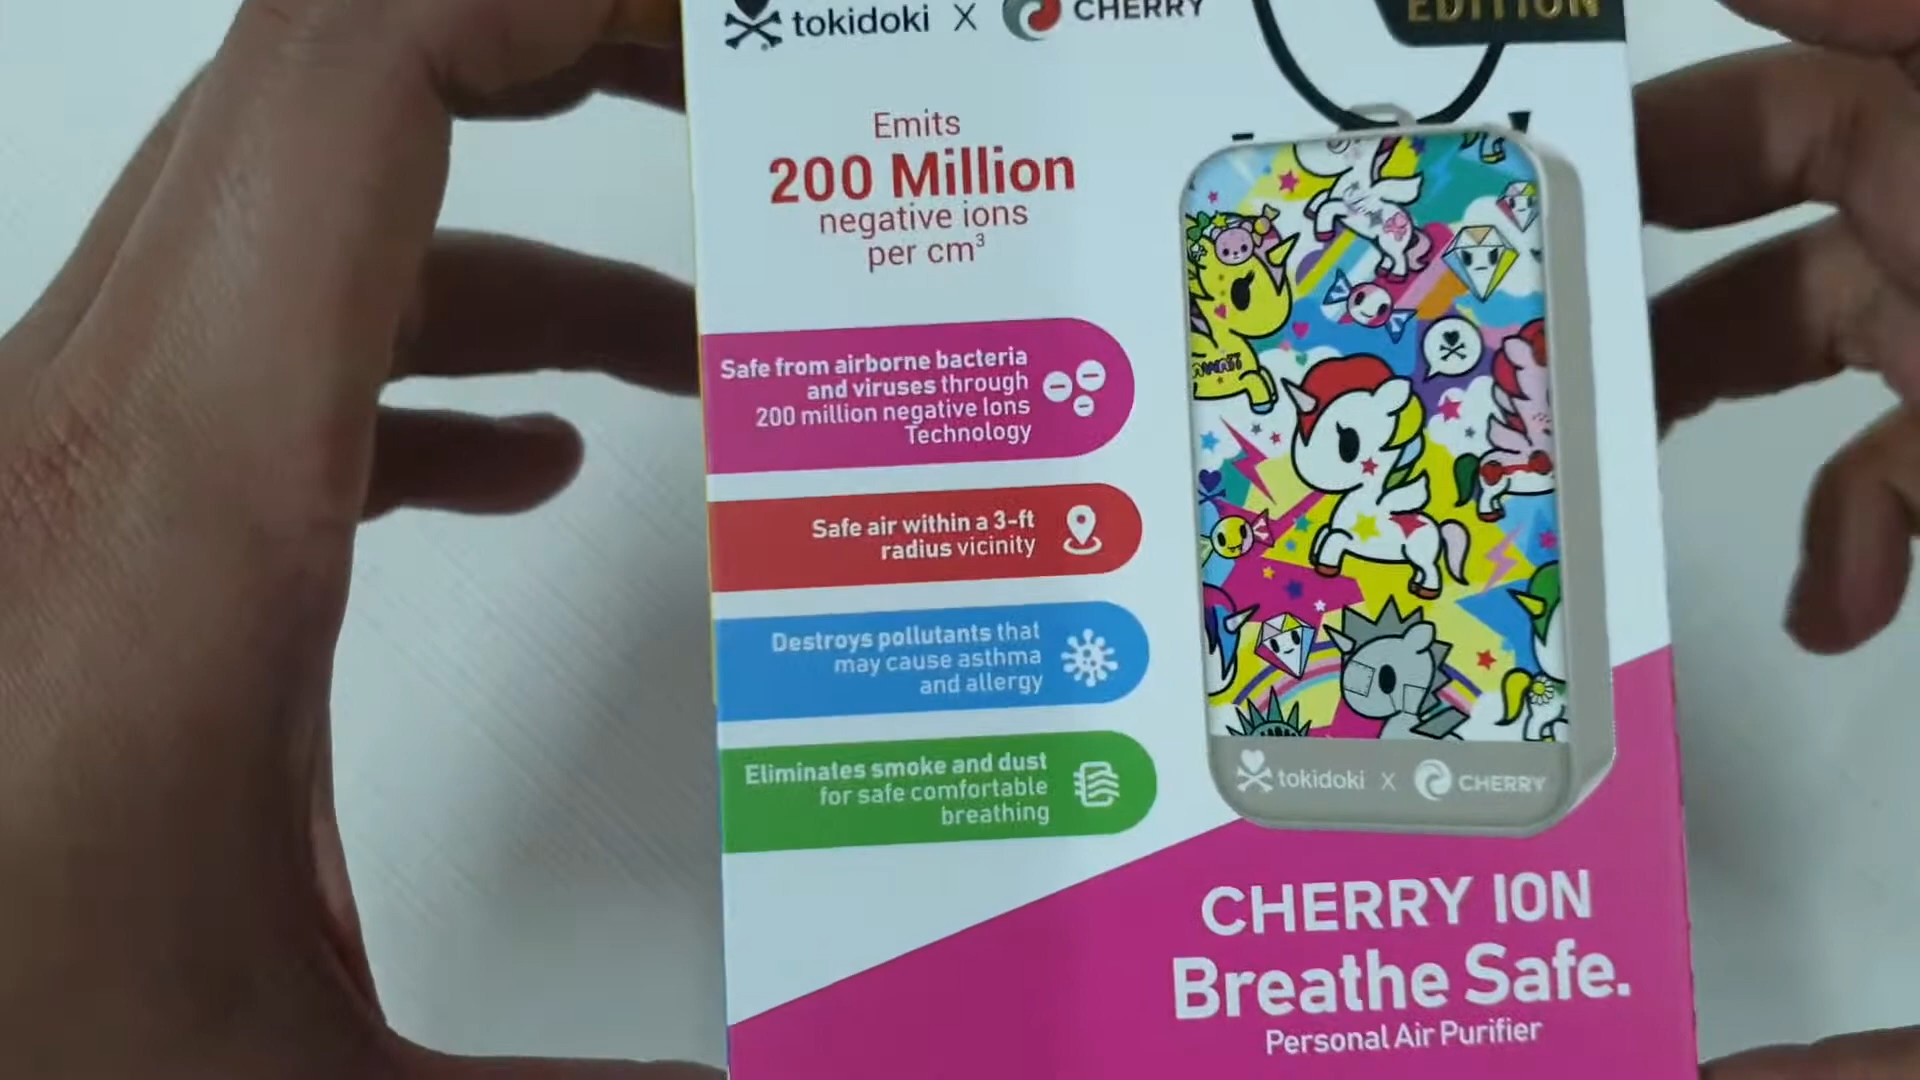 tokidoki X CHERRY
EDITION
Emits
200 Million
negative ions
per cm³
Safe from airborne bacteria
and viruses through
200 million negative Ions
Technology
Safe air within a 3-ft
radius vicinity
Destroys pollutants that
may cause asthma
and allergy
Eliminates smoke and dust
for safe comfortable
breathing
tokidoki X CHERRY
CHERRY ION
Breathe Safe.
Personal Air Purifier